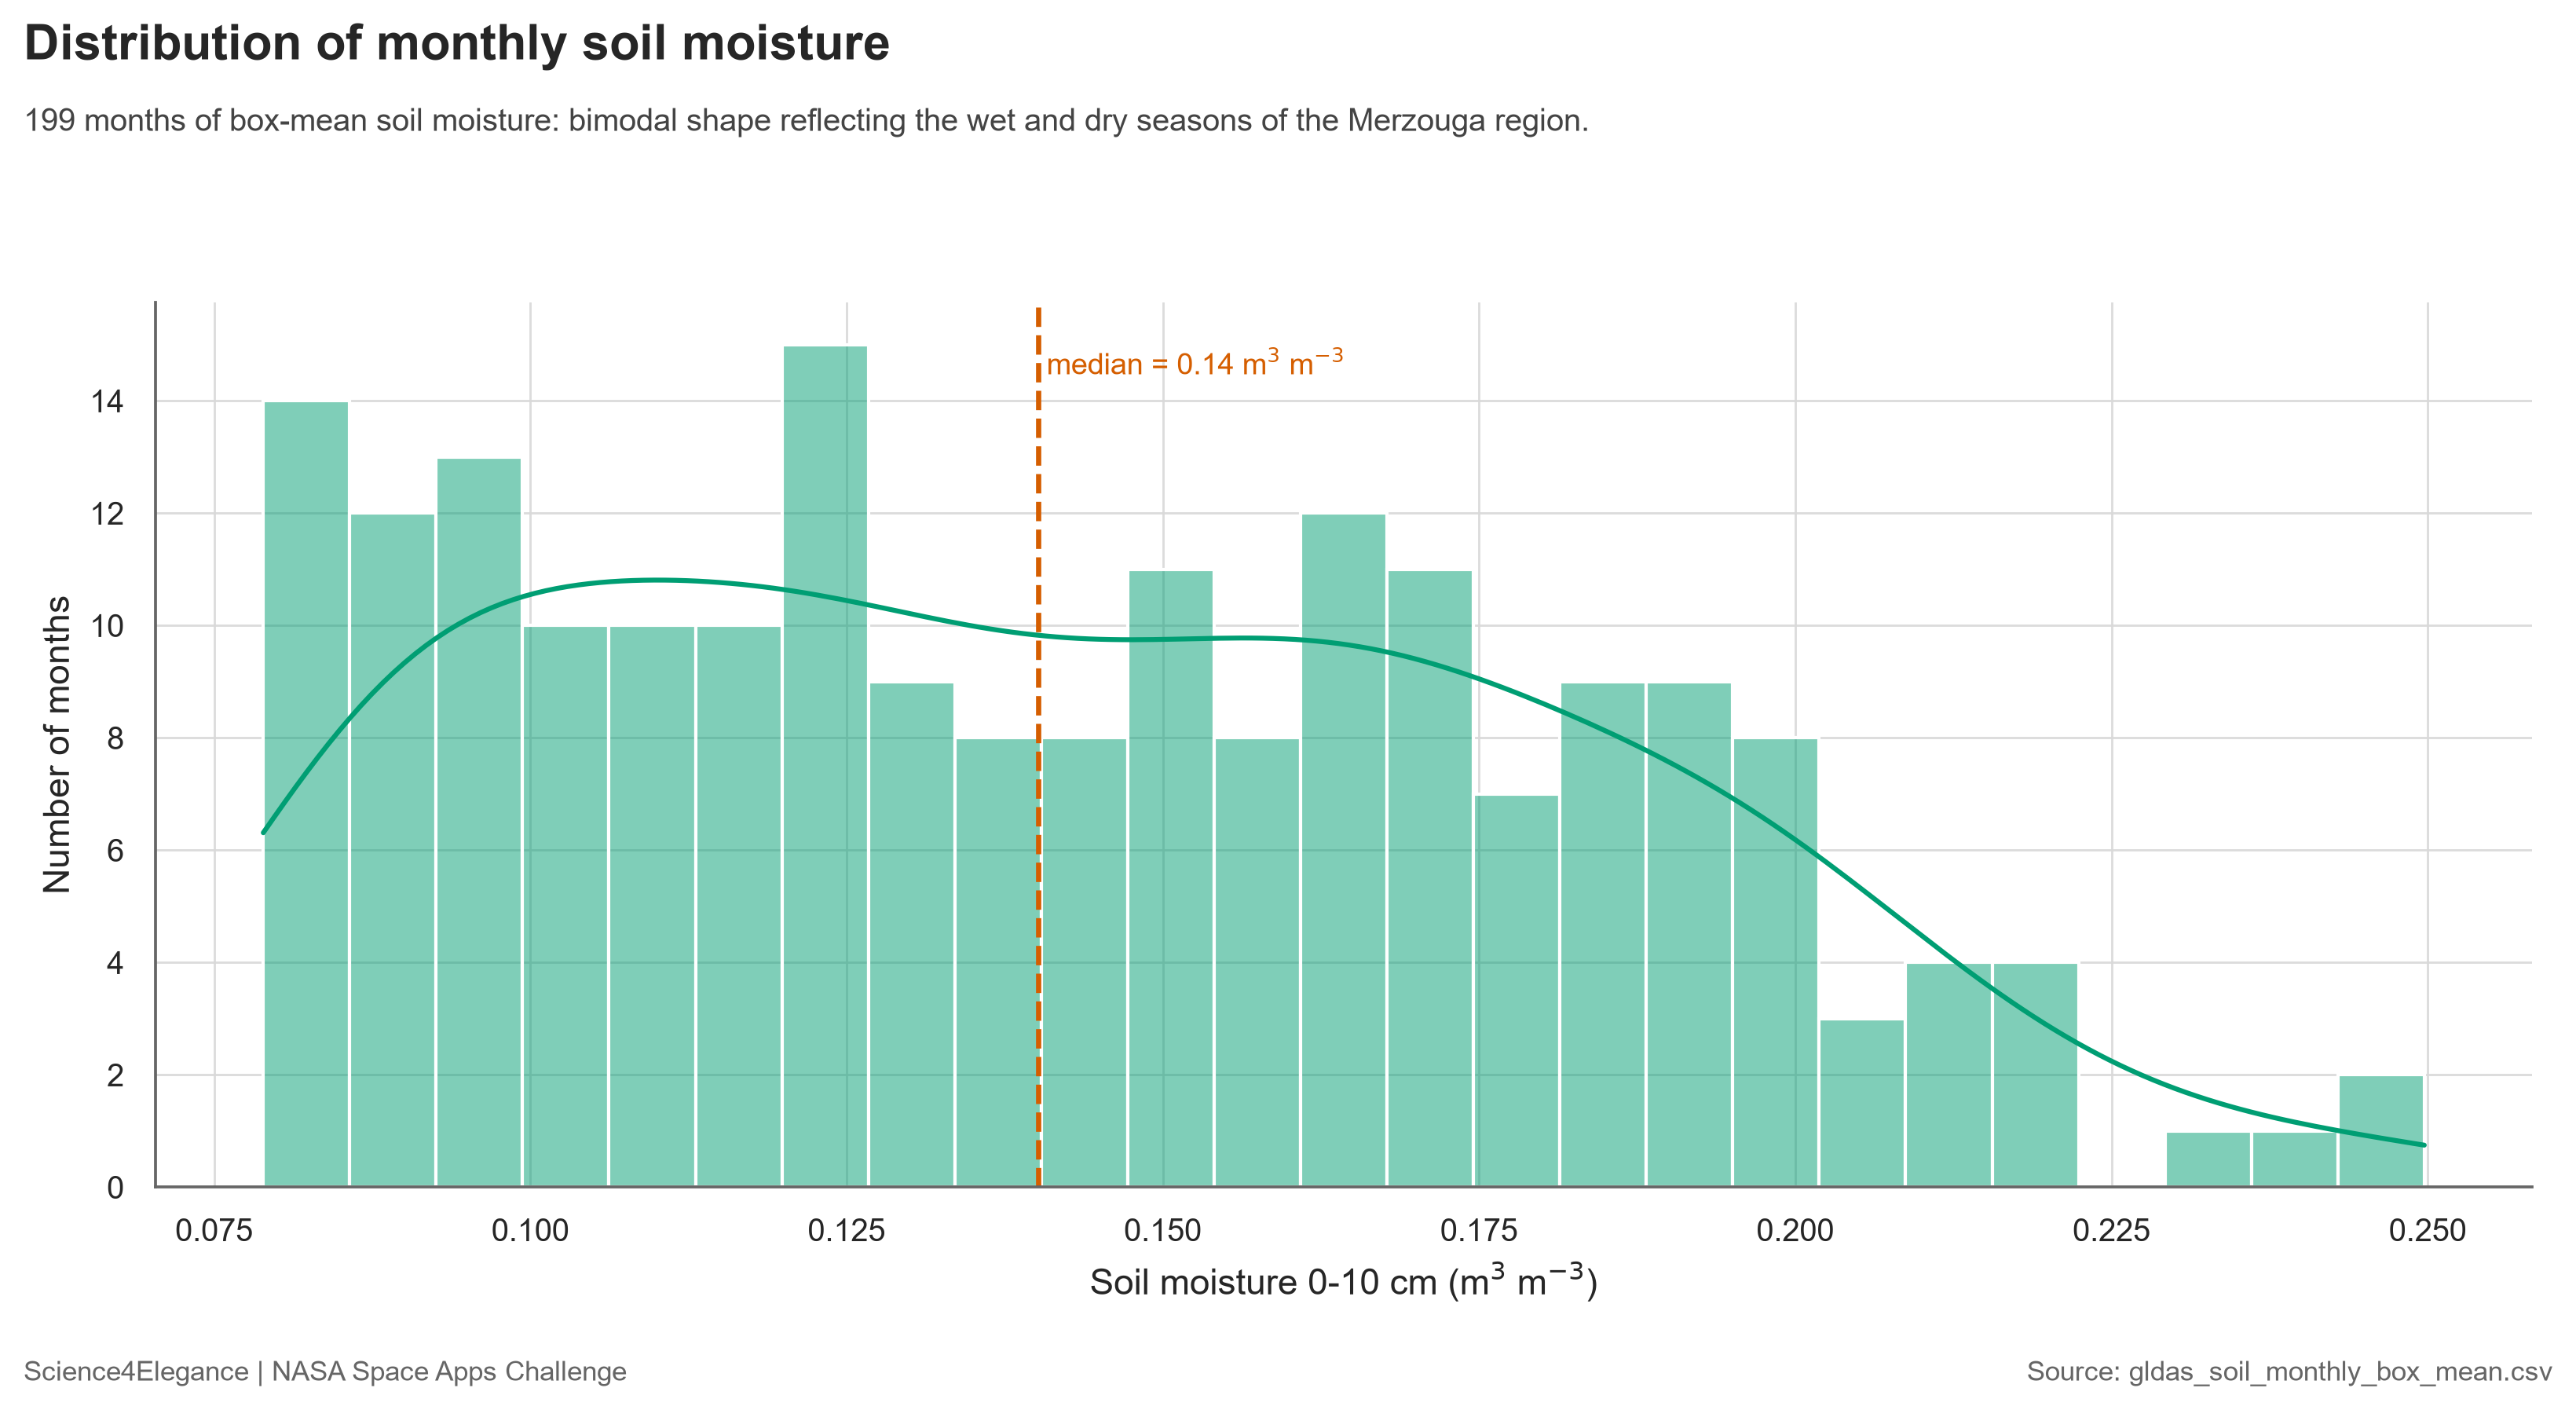 Distribution of monthly soil moisture
199 months of box-mean soil moisture: bimodal shape reflecting the wet and dry seasons of the Merzouga region.
median = 0.14 m³ m⁻³
Number of months
14
12
10
8
6
4
2
0
0.075 0.100 0.125 0.150 0.175 0.200 0.225 0.250
Soil moisture 0-10 cm (m³ m⁻³)
Science4Elegance | NASA Space Apps Challenge
Source: gldas_soil_monthly_box_mean.csv